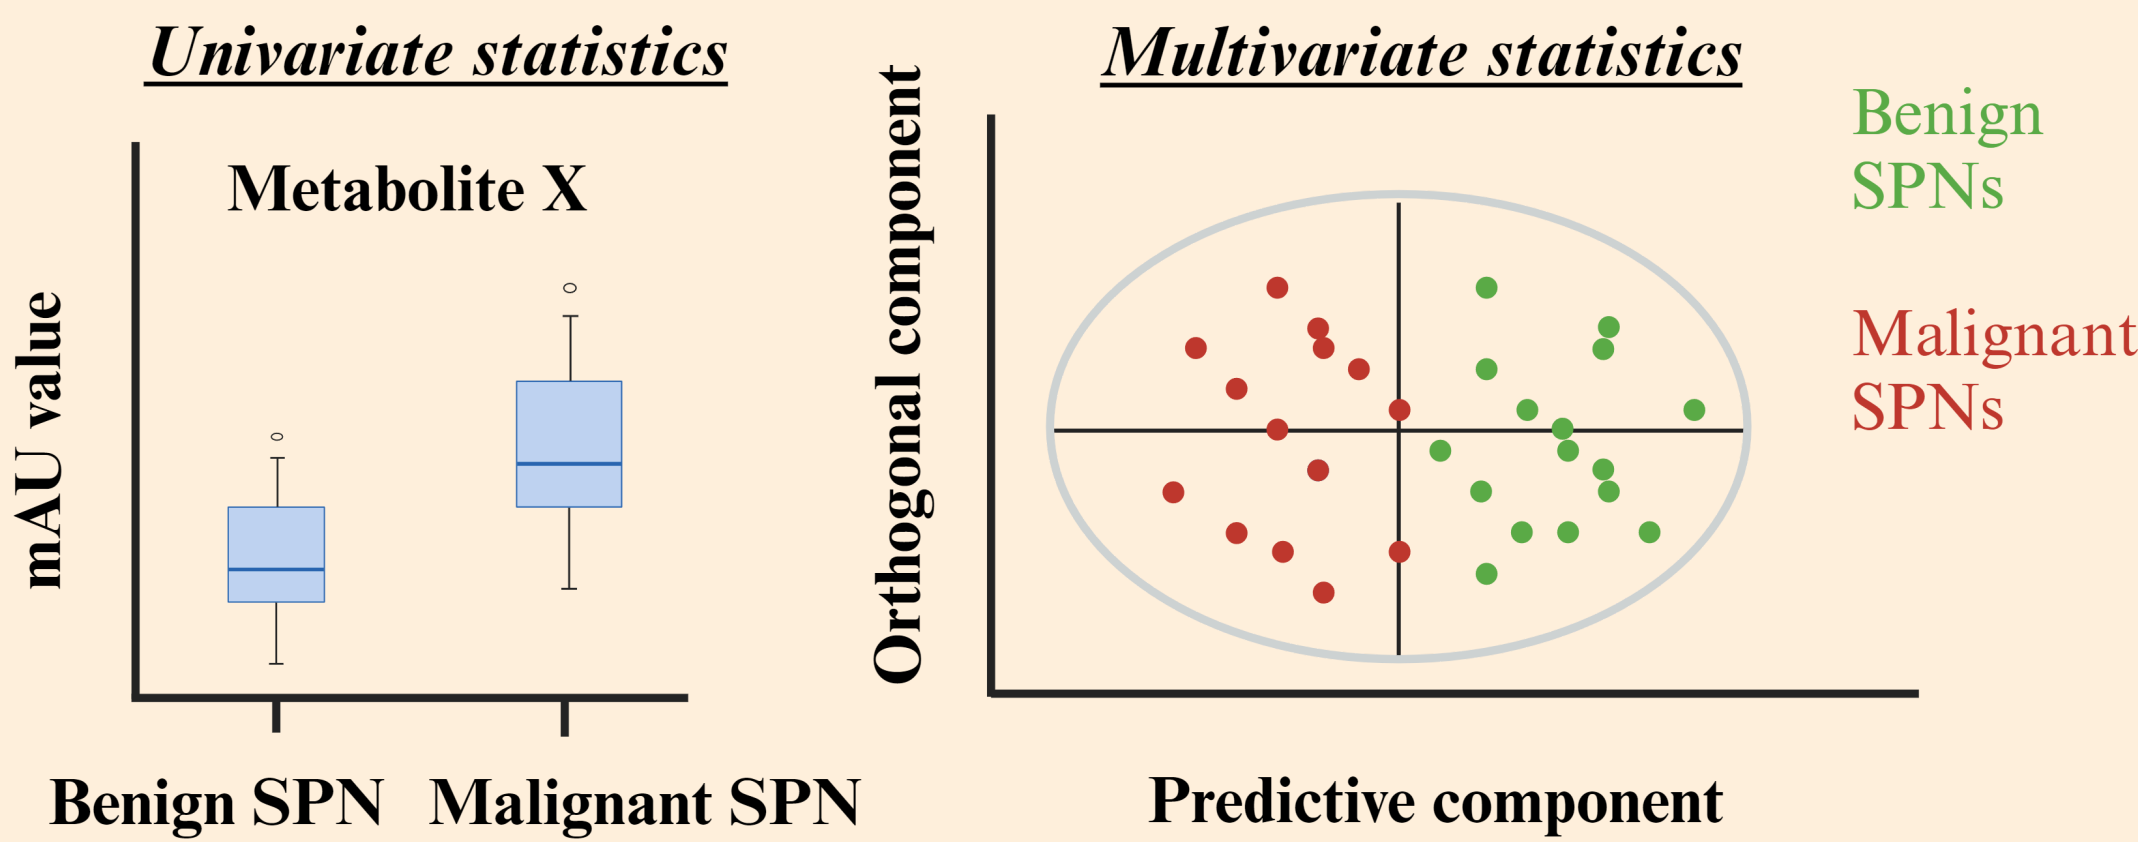 Univariate statistics
Metabolite X
mAU value
Benign SPN
Malignant SPN
Multivariate statistics
Orthogonal component
Predictive component
Benign
SPNs
Malignant
SPNs